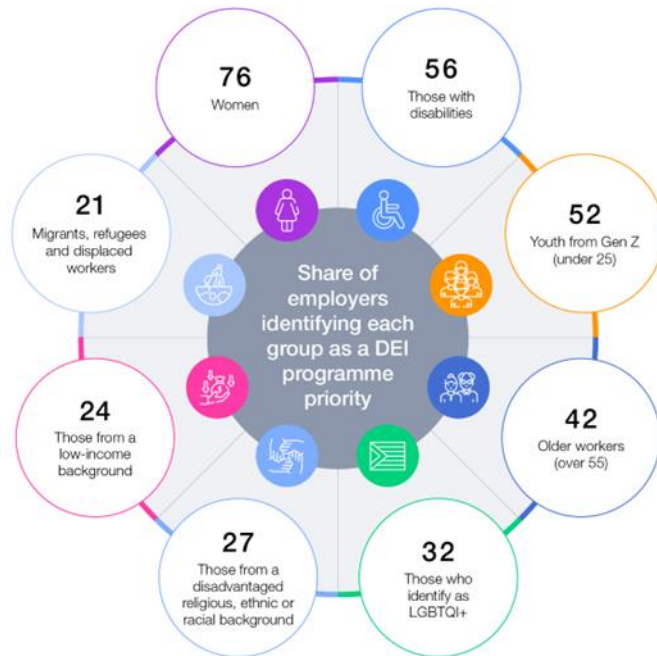 76
Women
56
Those with
disabilities
21
Migrants, refugees
and displaced
workers
52
Youth from Gen Z
(under 25)
Share of
employers
identifying each
group as a DEI
programme
priority
24
Those from a
low-income
background
42
Older workers
(over 55)
27
Those from a
disadvantaged
religious, ethnic or
racial background
32
Those who
identify as
LGBTQI+